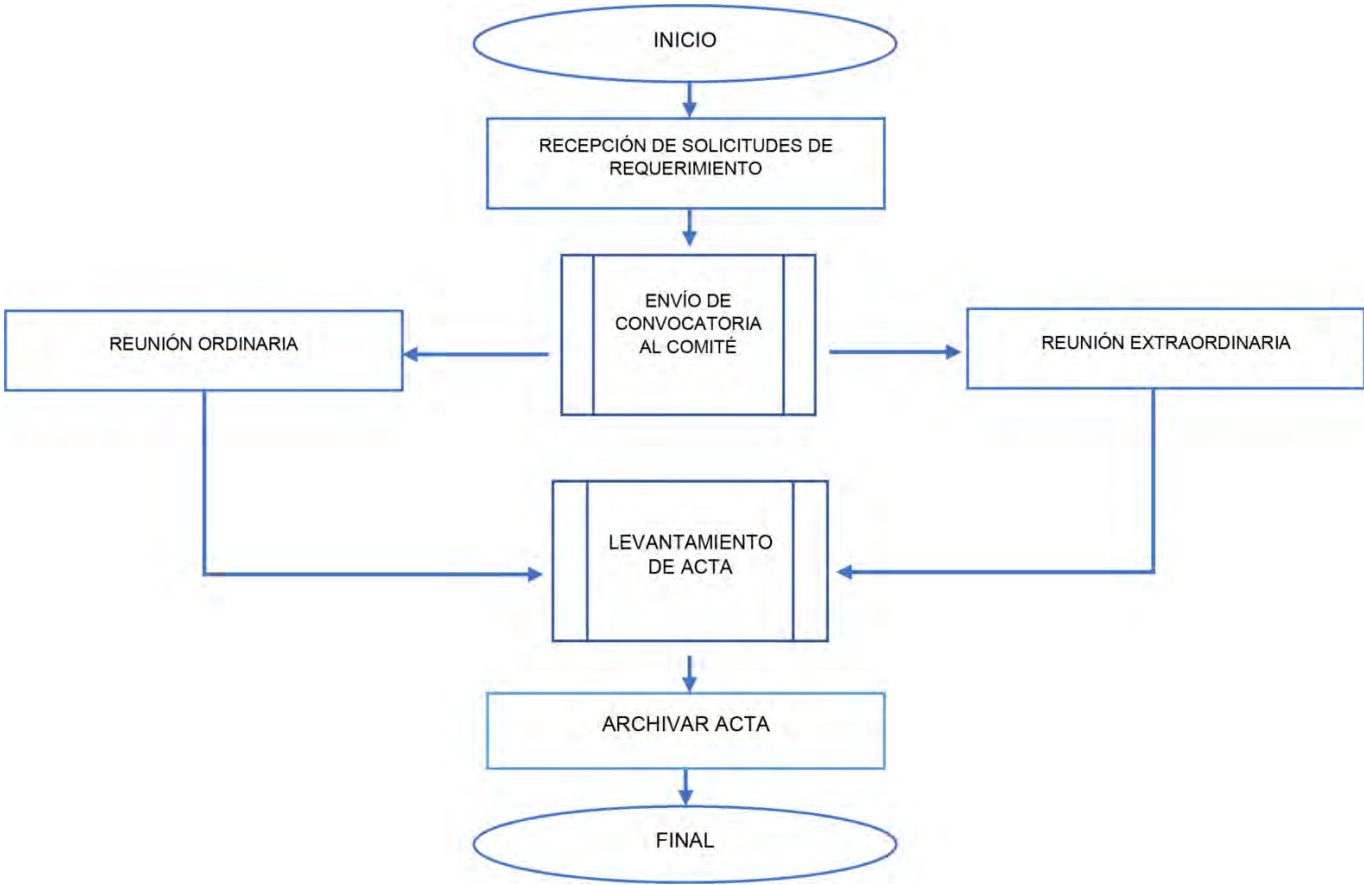 INICIO
RECEPCIÓN DE SOLICITUDES DE
REQUERIMIENTO
ENVÍO DE
CONVOCATORIA
AL COMITÉ
REUNIÓN ORDINARIA
REUNIÓN EXTRAORDINARIA
LEVANTAMIENTO
DE ACTA
ARCHIVAR ACTA
FINAL